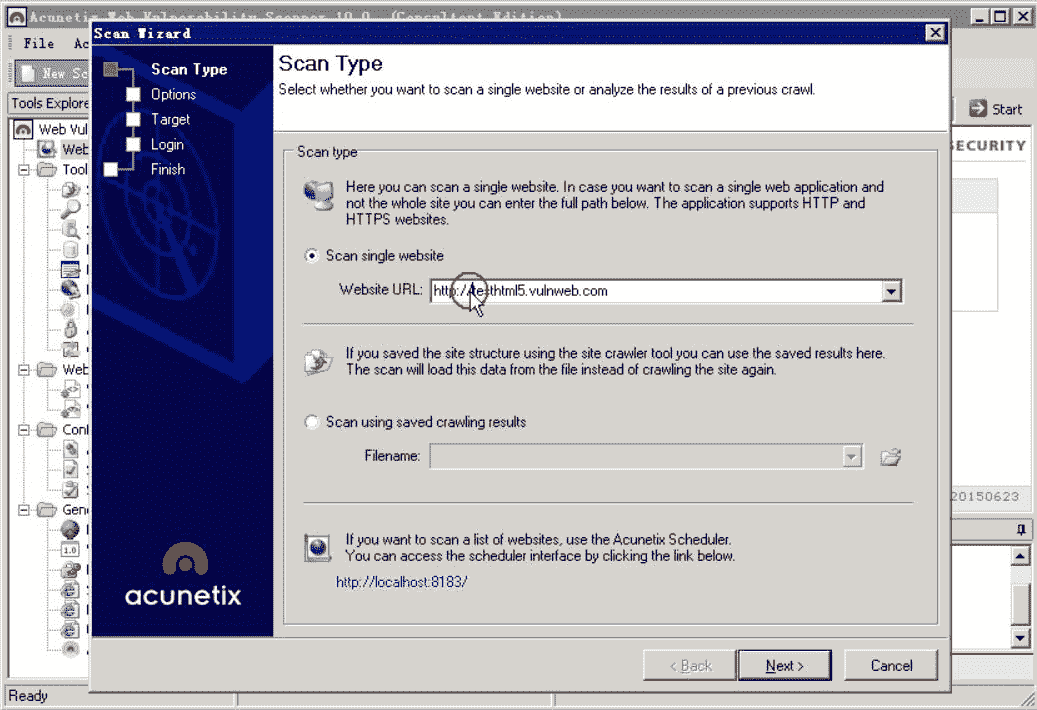 Acunetix Web Vulnerability Scanner 10.0 (Consultant Edition)
Scan Wizard
File
New
Tools Explorer
Web
Tool
Web
Start
SECURITY
20150623
Scan Type
Options
Target
Login
Finish
acunetix
Scan Type
Select whether you want to scan a single website or analyze the results of a previous crawl.
Scan type
Here you can scan a single website. In case you want to scan a single web application and
not the whole site you can enter the full path below. The application supports HTTP and
HTTPS websites.
Scan single website
Website URL: http://testhtml5.vulnweb.com
If you saved the site structure using the site crawler tool you can use the saved results here.
The scan will load this data from the file instead of crawling the site again.
Scan using saved crawling results
Filename:
If you want to scan a list of websites, use the Acunetix Scheduler.
You can access the scheduler interface by clicking the link below.
http://localhost:8183/
< Back
Next >
Cancel
Ready